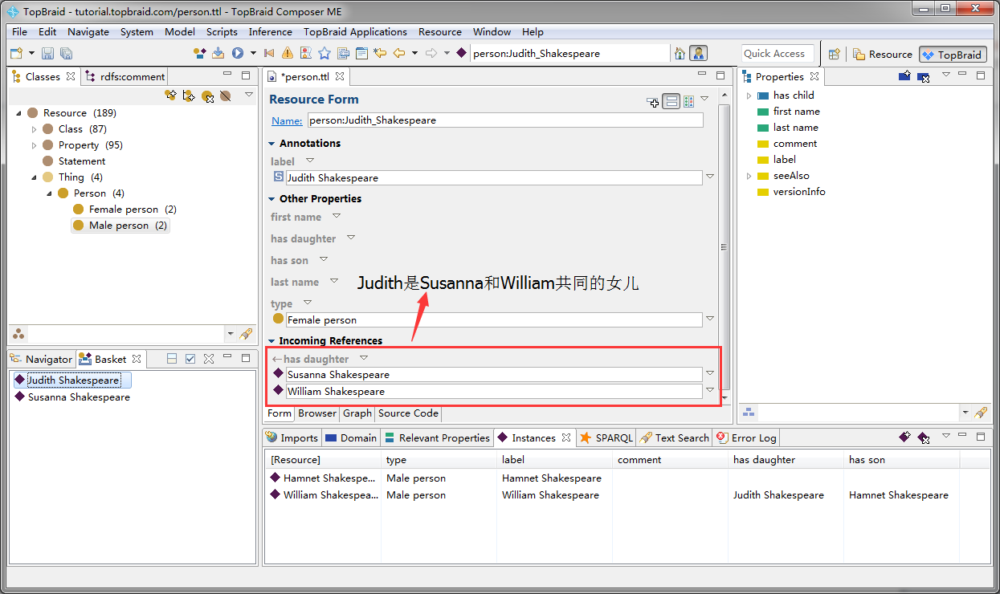 TopBraid - tutorial.topbraid.com/person.ttl - TopBraid Composer ME
File Edit Navigate System Model Scripts Inference TopBraid Applications Resource Window Help
person:Judith_Shakespeare
Quick Access
Resource
TopBraid
Classes
rdfs:comment
Resource (189)
Class (87)
Property (95)
Statement
Thing (4)
Person (4)
Female person (2)
Male person (2)
Navigator
Basket
Judith Shakespeare
Susanna Shakespeare
*person.ttl
Resource Form
Name: person:Judith_Shakespeare
Annotations
label
S Judith Shakespeare
Other Properties
first name
has daughter
has son
last name
Judith是Susanna和William共同的女儿
type
Female person
Incoming References
←has daughter
Susanna Shakespeare
William Shakespeare
Form Browser Graph Source Code
Properties
has child
first name
last name
comment
label
seeAlso
versionInfo
Imports Domain Relevant Properties Instances SPARQL Text Search Error Log
[Resource] type label comment has daughter has son
Hamnet Shakespe... Male person Hamnet Shakespeare
William Shakespea... Male person William Shakespeare Judith Shakespeare Hamnet Shakespeare